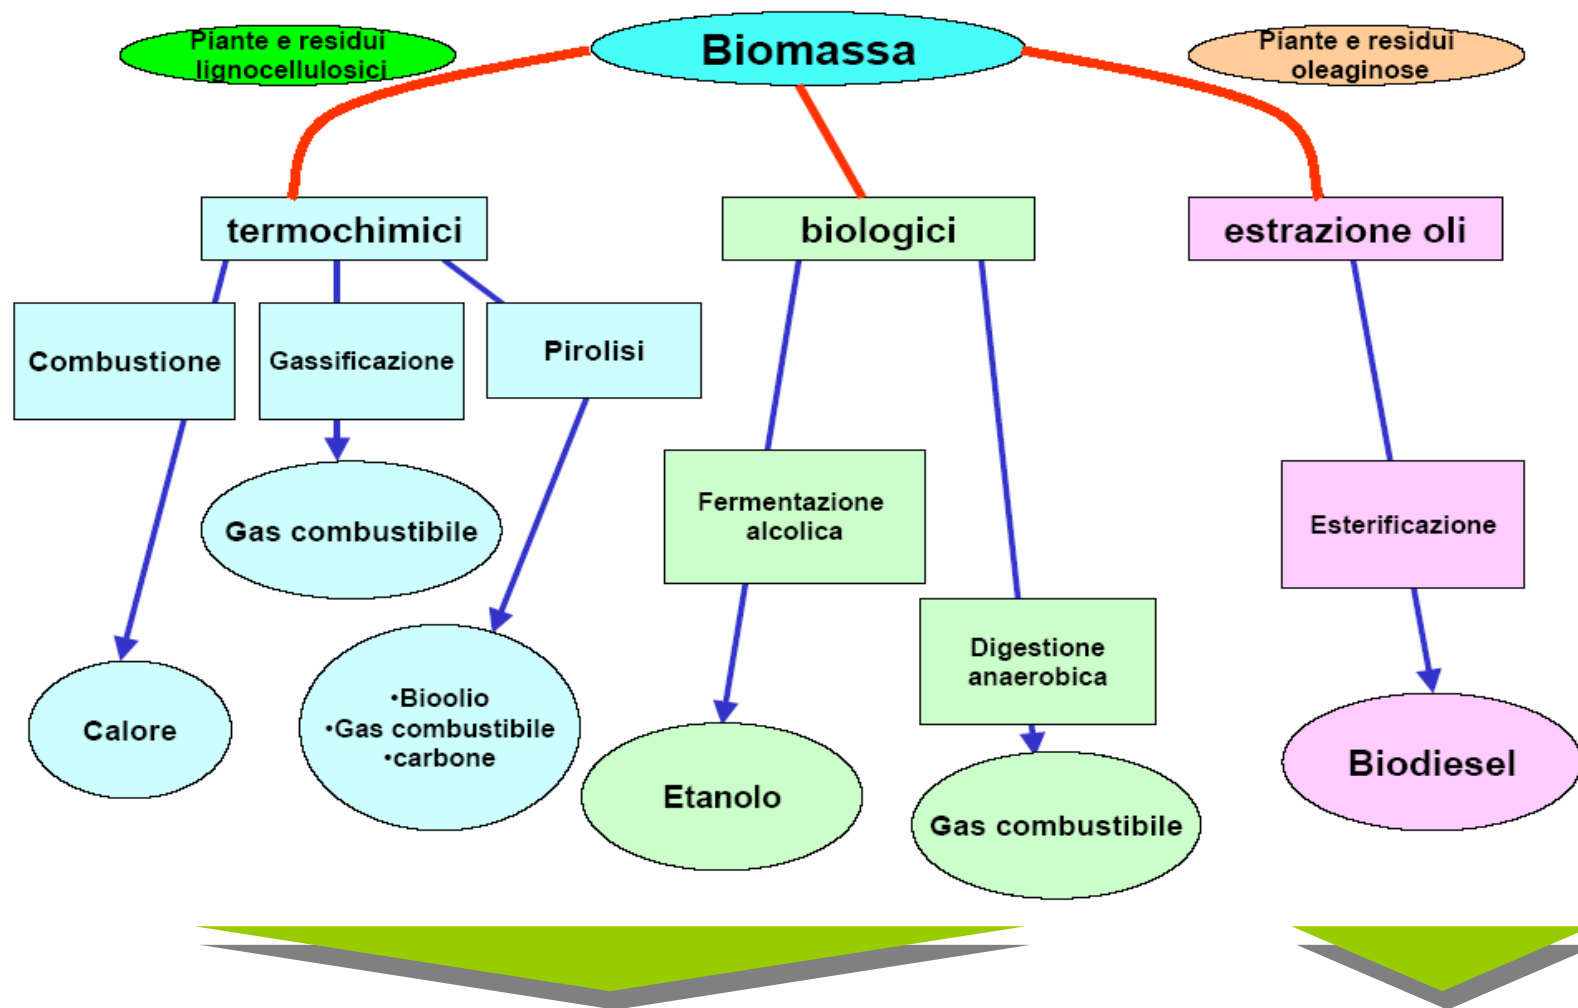 Piante e residui
lignocellulosici
Biomassa
Piante e residui
oleaginose
termochimici
biologici
estrazione oli
Combustione
Gassificazione
Pirolisi
Fermentazione
alcolica
Esterificazione
Gas combustibile
Digestione
anaerobica
Calore
•Bioolio
•Gas combustibile
•carbone
Etanolo
Gas combustibile
Biodiesel